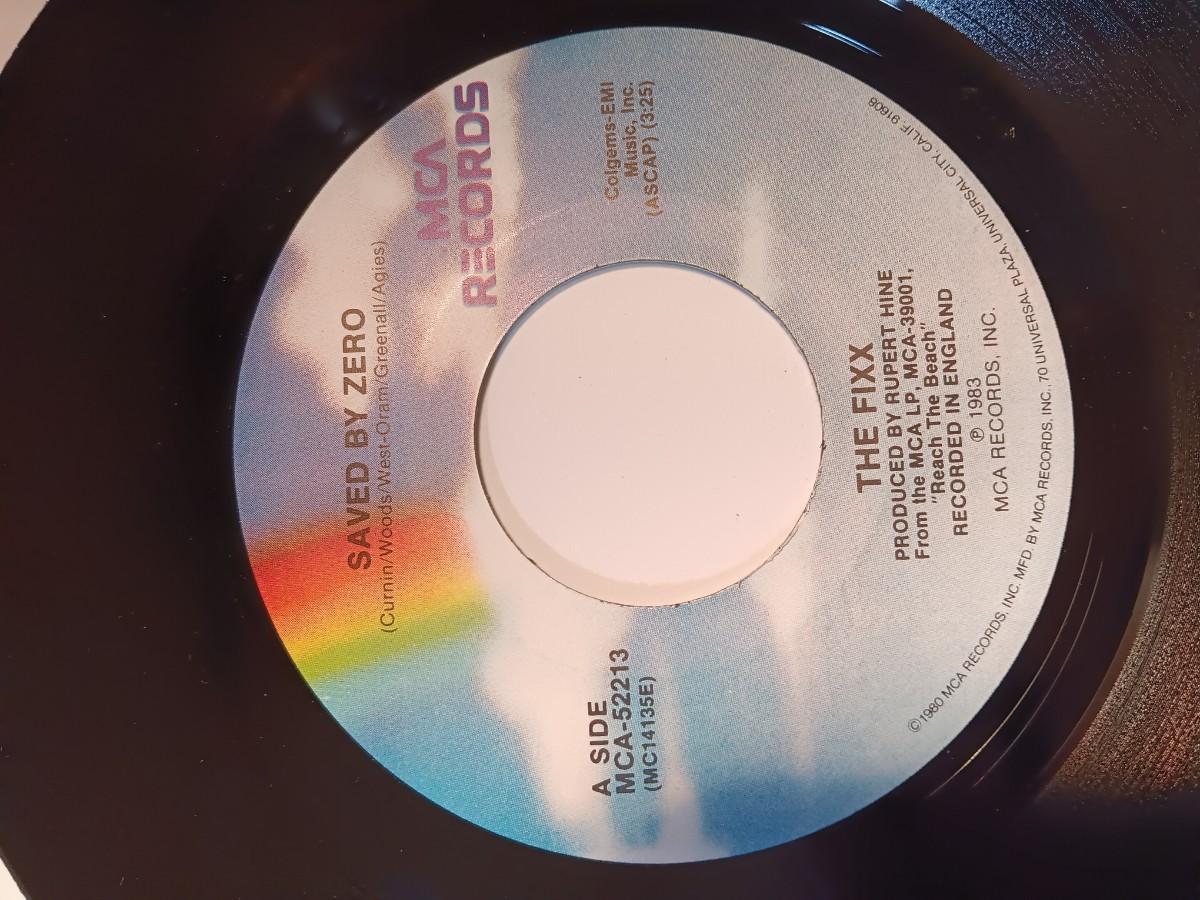 MCA
RECORDS
SAVED BY ZERO
(Curnin/Woods/West-Oram/Greenall/Agies)
A SIDE
MCA-52213
(MC14135E)
Colgems-EMI
Music, Inc.
(ASCAP) (3:25)
THE FIXX
PRODUCED BY RUPERT HINE
From the MCA LP, MCA-39001,
"Reach The Beach"
RECORDED IN ENGLAND
℗ 1983
MCA RECORDS, INC.
©1980 MCA RECORDS, INC. MFD BY MCA RECORDS, INC., 70 UNIVERSAL PLAZA, UNIVERSAL CITY, CALIF. 91608